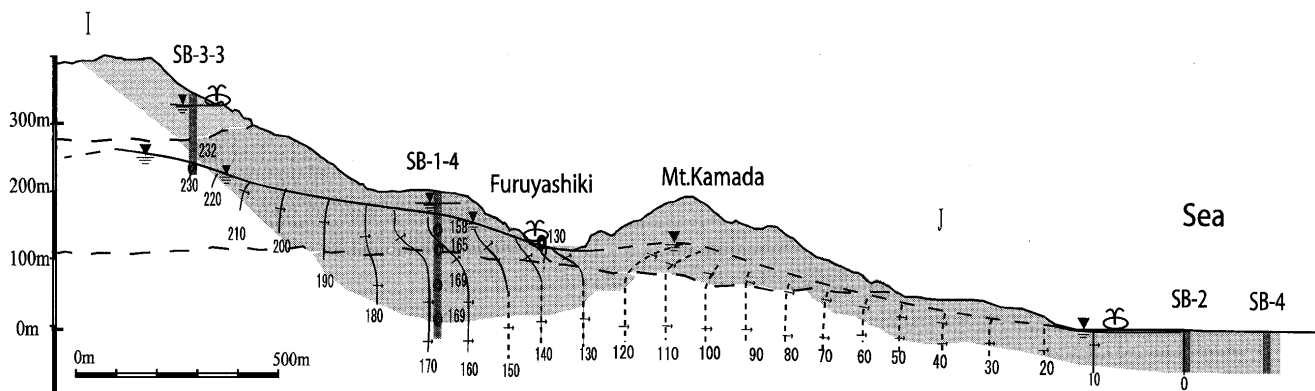 I
SB-3-3
300m
232
230
220
SB-1-4
Furuyashiki
Mt.Kamada
J
Sea
200m
210
200
158
165
130
100m
190
180
169
169
SB-2
SB-4
0m
170
160
150
140
130
120
110
100
90
80
70
60
50
40
30
20
10
0
0m
500m